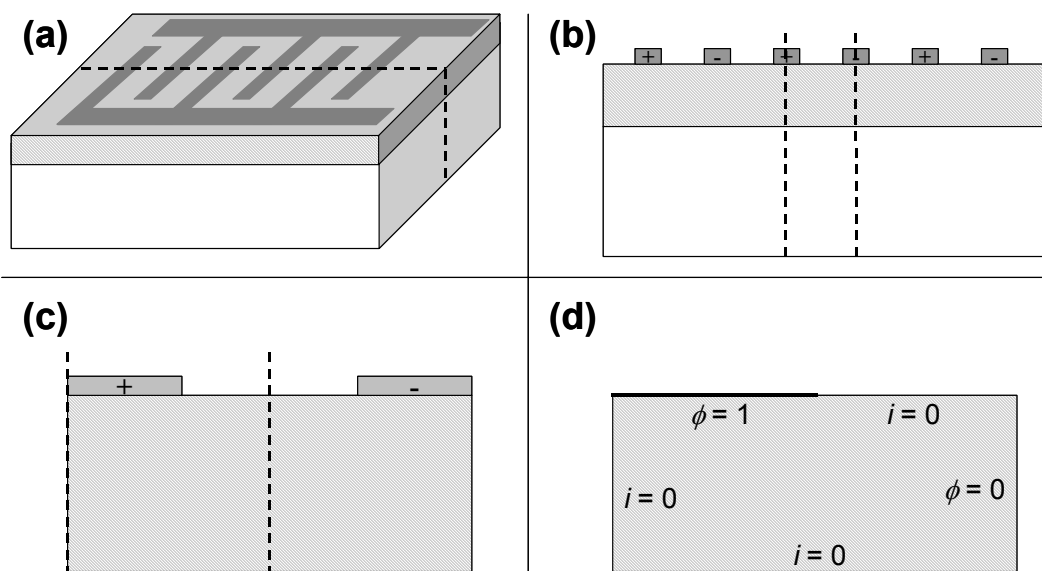 (a)
(b)
+ - + - + -
(c)
+ -
(d)
ϕ = 1 i = 0
i = 0 ϕ = 0
i = 0